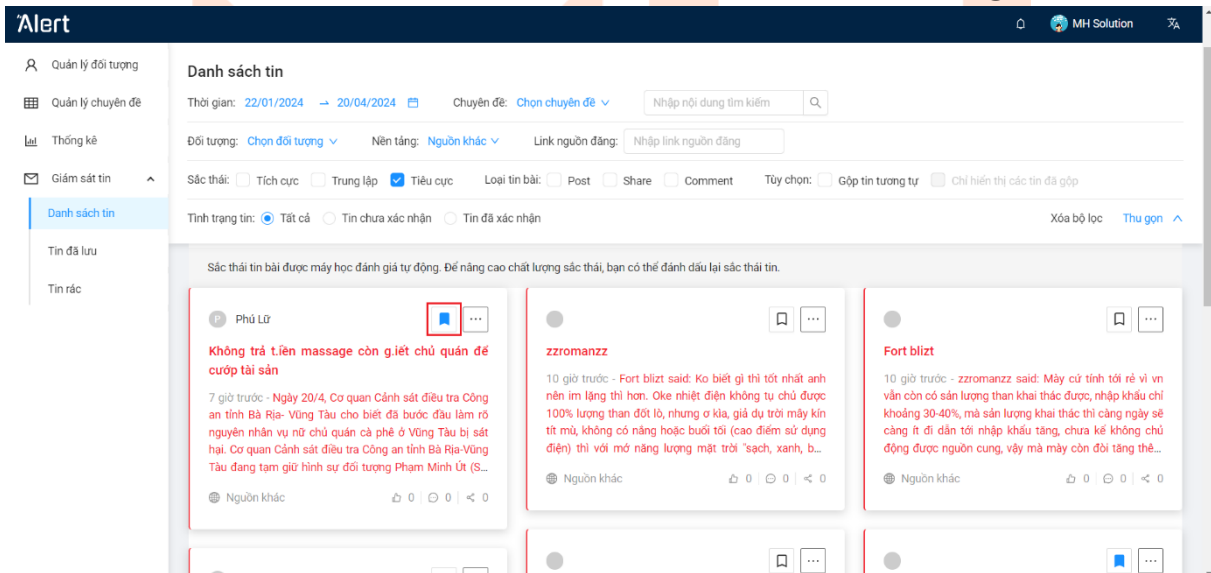 Alert
MH Solution
Quản lý đối tượng
Quản lý chuyên đề
Thống kê
Giám sát tin
Danh sách tin
Tin đã lưu
Tin rác
Danh sách tin
Thời gian: 22/01/2024 → 20/04/2024 Chuyên đề: Chọn chuyên đề Nhập nội dung tìm kiếm
Đối tượng: Chọn đối tượng Nền tảng: Nguồn khác Link nguồn đăng: Nhập link nguồn đăng
Sắc thái: Tích cực Trung lập Tiêu cực Loại tin bài: Post Share Comment Tùy chọn: Gộp tin tương tự Chỉ hiển thị các tin đã gộp
Tình trạng tin: Tất cả Tin chưa xác nhận Tin đã xác nhận Xóa bộ lọc Thu gọn
Sắc thái tin bài được máy học đánh giá tự động. Để nâng cao chất lượng sắc thái, bạn có thể đánh dấu lại sắc thái tin.
P Phú Lữ
Không trả t.iền massage còn g.iết chủ quán để
cướp tài sản
7 giờ trước - Ngày 20/4, Cơ quan Cảnh sát điều tra Công
an tỉnh Bà Rịa- Vũng Tàu cho biết đã bước đầu làm rõ
nguyên nhân vụ nữ chủ quán cà phê ở Vũng Tàu bị sát
hại. Cơ quan Cảnh sát điều tra Công an tỉnh Bà Rịa-Vũng
Tàu đang tạm giữ hình sự đối tượng Phạm Minh Út (S...
Nguồn khác 0 0 0
zzromanzz
10 giờ trước - Fort blizt said: Ko biết gì thì tốt nhất anh
nên im lặng thì hơn. Oke nhiệt điện không tụ chủ được
100% lượng than đốt lò, nhưng ơ kìa, giả dụ trời mây kín
tít mù, không có nắng hoặc buổi tối (cao điểm sử dụng
điện) thì với mớ năng lượng mặt trời "sạch, xanh, b...
Nguồn khác 0 0 0
Fort blizt
10 giờ trước - zzromanzz said: Mày cứ tính tới rẻ vì vn
vẫn còn có sản lượng than khai thác được, nhập khẩu chỉ
khoảng 30-40%, mà sản lượng khai thác thì càng ngày sẽ
càng ít đi dẫn tới nhập khẩu tăng, chưa kể không chủ
động được nguồn cung, vậy mà mày còn đòi tăng thê...
Nguồn khác 0 0 0